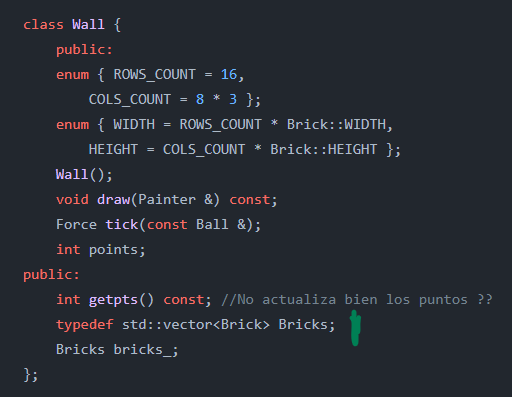 class Wall {
public:
enum { ROWS_COUNT = 16,
COLS_COUNT = 8 * 3 };
enum { WIDTH = ROWS_COUNT * Brick::WIDTH,
HEIGHT = COLS_COUNT * Brick::HEIGHT };
Wall();
void draw(Painter &) const;
Force tick(const Ball &);
int points;
public:
int getpts() const; //No actualiza bien los puntos ??
typedef std::vector<Brick> Bricks;
Bricks bricks_;
};